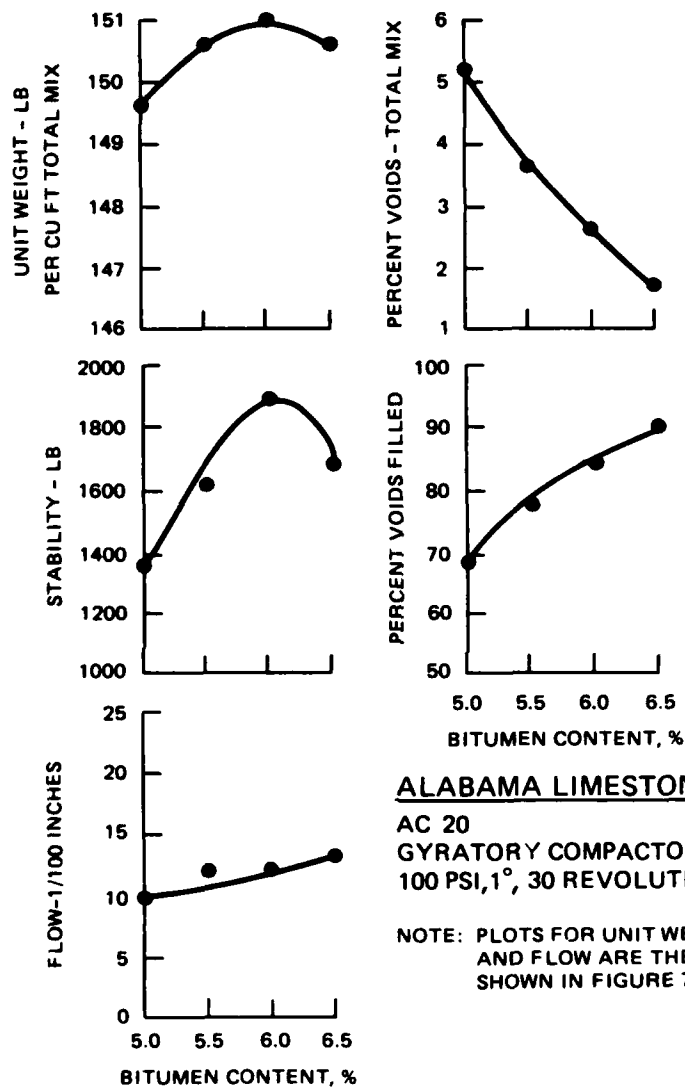 UNIT WEIGHT - LB
PER CU FT TOTAL MIX
151
150
149
148
147
146
PERCENT VOIDS - TOTAL MIX
6
5
4
3
2
1
STABILITY - LB
2000
1800
1600
1400
1200
1000
PERCENT VOIDS FILLED
100
90
80
70
60
50
5.0 5.5 6.0 6.5
BITUMEN CONTENT, %
FLOW-1/100 INCHES
25
20
15
10
5
0
5.0 5.5 6.0 6.5
BITUMEN CONTENT, %
ALABAMA LIMESTON
AC 20
GYRATORY COMPACTO
100 PSI, 1°, 30 REVOLUT
NOTE: PLOTS FOR UNIT WE
AND FLOW ARE THE
SHOWN IN FIGURE 7